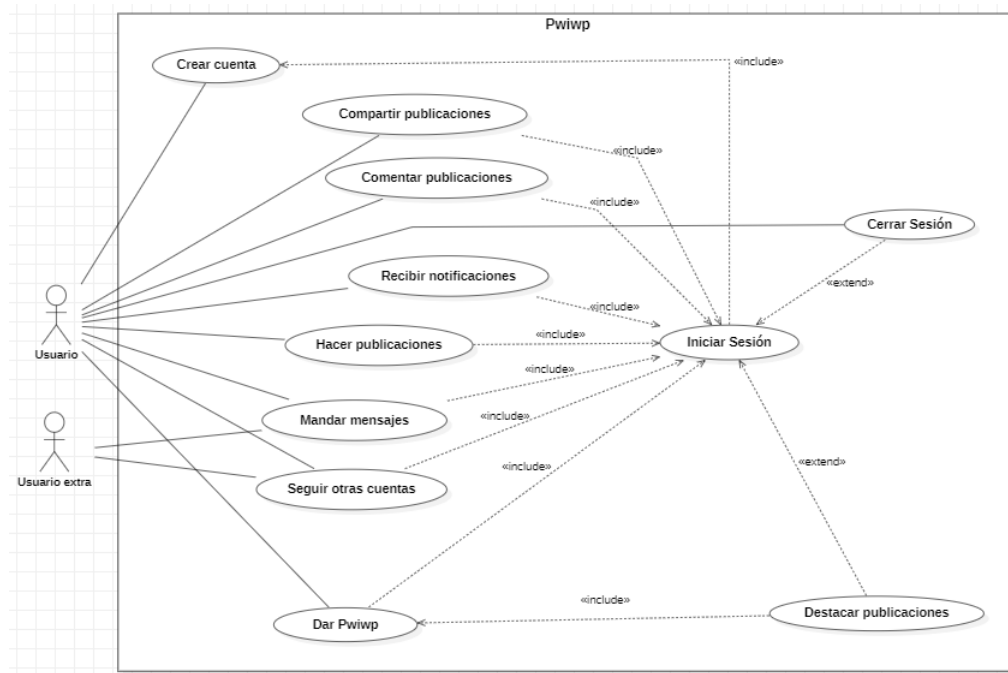 Pwiwp
Crear cuenta
«include»
Compartir publicaciones
«include»
Comentar publicaciones
«include»
Cerrar Sesión
Recibir notificaciones
«extend»
«include»
Hacer publicaciones
«include»
Iniciar Sesión
Usuario
«include»
Mandar mensajes
«include»
Usuario extra
Seguir otras cuentas
«include»
«extend»
«include»
Destacar publicaciones
Dar Pwiwp